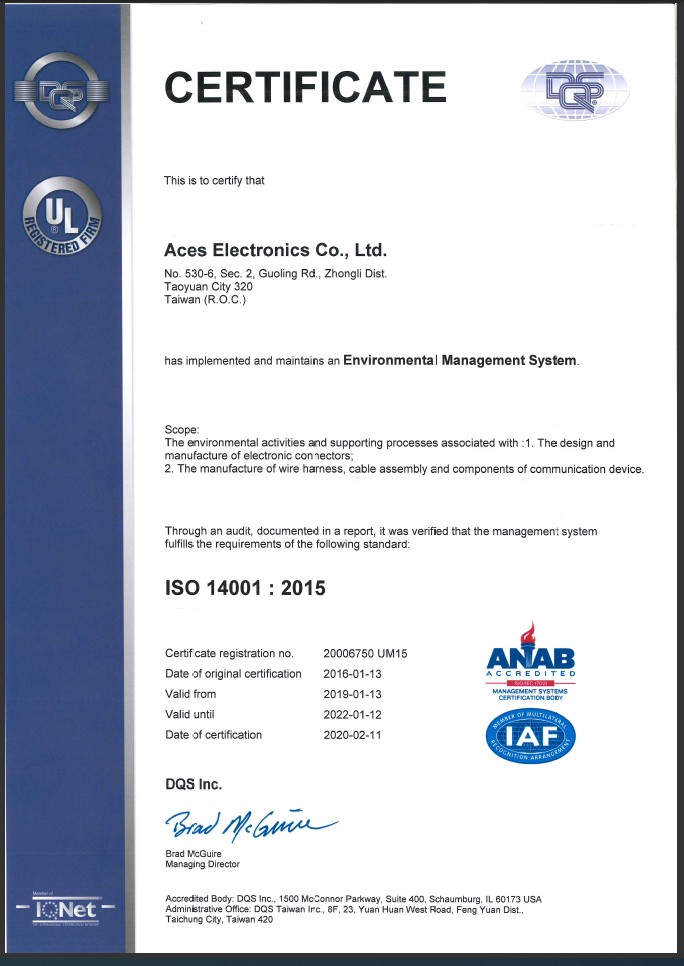 CERTIFICATE
DQS
DQS
UL
REGISTERED FIRM
This is to certify that
Aces Electronics Co., Ltd.
No. 530-6, Sec. 2, Guoling Rd., Zhongli Dist.
Taoyuan City 320
Taiwan (R.O.C.)
has implemented and maintains an Environmental Management System.
Scope:
The environmental activities and supporting processes associated with :1. The design and
manufacture of electronic connectors;
2. The manufacture of wire harness, cable assembly and components of communication device.
Through an audit, documented in a report, it was verified that the management system
fulfills the requirements of the following standard:
ISO 14001 : 2015
Certificate registration no. 20006750 UM15
Date of original certification 2016-01-13
Valid from 2019-01-13
Valid until 2022-01-12
Date of certification 2020-02-11
ANAB
ACCREDITED
ISO/IEC 17021
MANAGEMENT SYSTEMS
CERTIFICATION BODY
MEMBER OF MULTILATERAL
IAF
RECOGNITION ARRANGEMENT
DQS Inc.
Brad McGuire
Brad McGuire
Managing Director
Member of
IQNet
Accredited Body: DQS Inc., 1500 McConnor Parkway, Suite 400, Schaumburg, IL 60173 USA
Administrative Office: DQS Taiwan Inc., 8F, 23, Yuan Huan West Road, Feng Yuan Dist.,
Taichung City, Taiwan 420